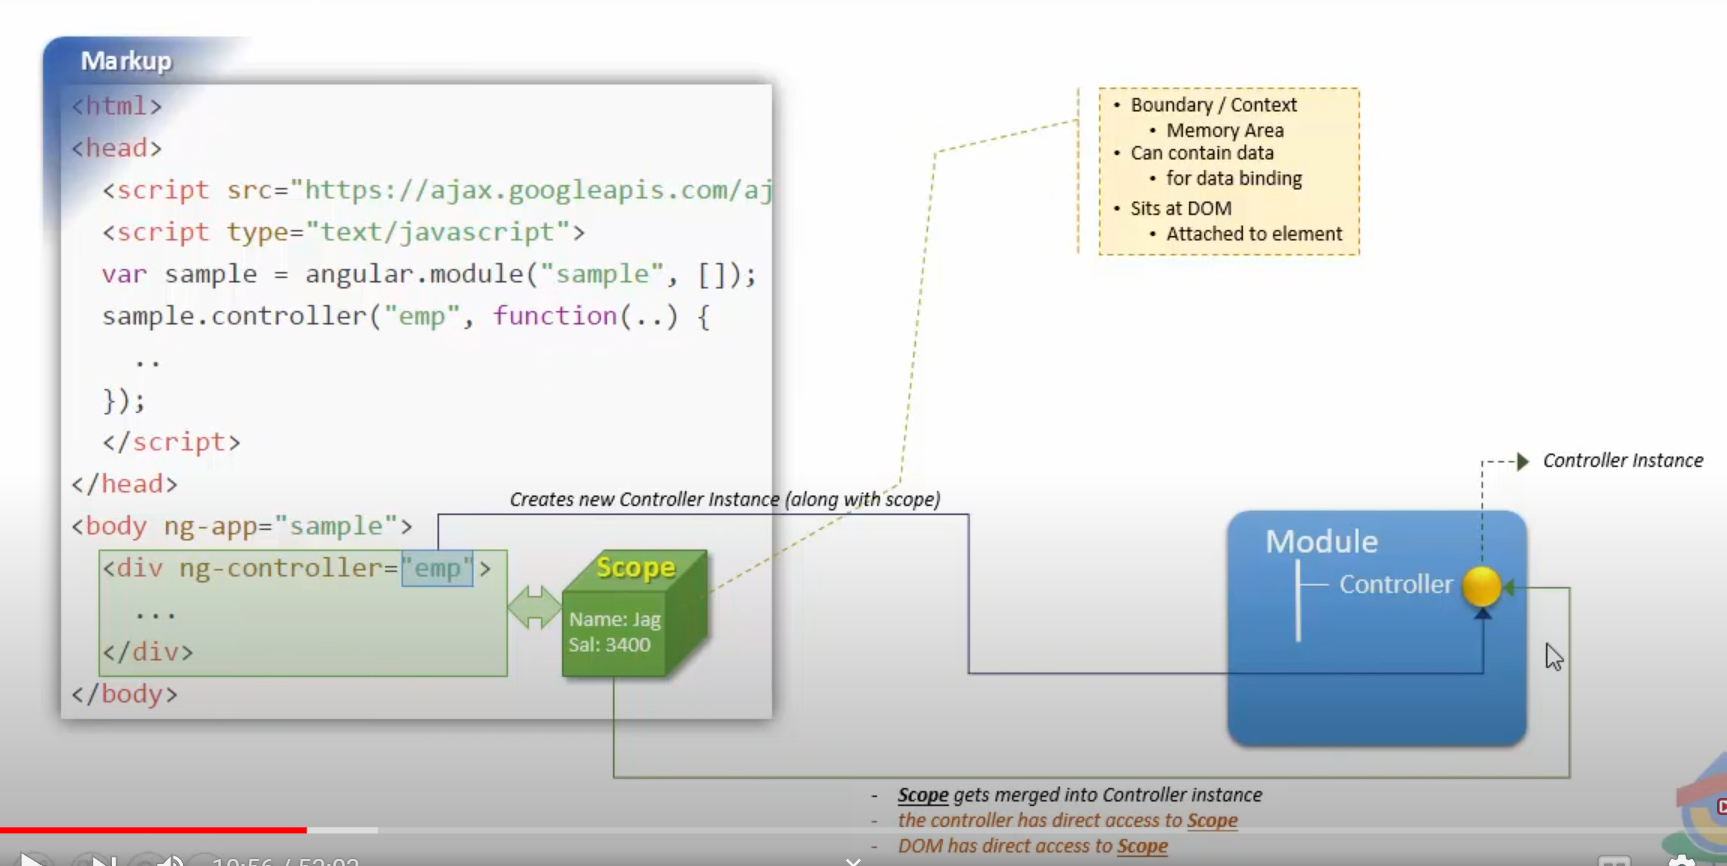 Markup
<html>
<head>
<script src="https://ajax.googleapis.com/aj
<script type="text/javascript">
var sample = angular.module("sample", []);
sample.controller("emp", function(..) {
..
});
</script>
</head>
<body ng-app="sample">
<div ng-controller="emp">
...
</div>
</body>
Creates new Controller Instance (along with scope)
Scope
Name: Jag
Sal: 3400
• Boundary / Context
• Memory Area
• Can contain data
• for data binding
• Sits at DOM
• Attached to element
Controller Instance
Module
Controller
- Scope gets merged into Controller instance
- the controller has direct access to Scope
- DOM has direct access to Scope